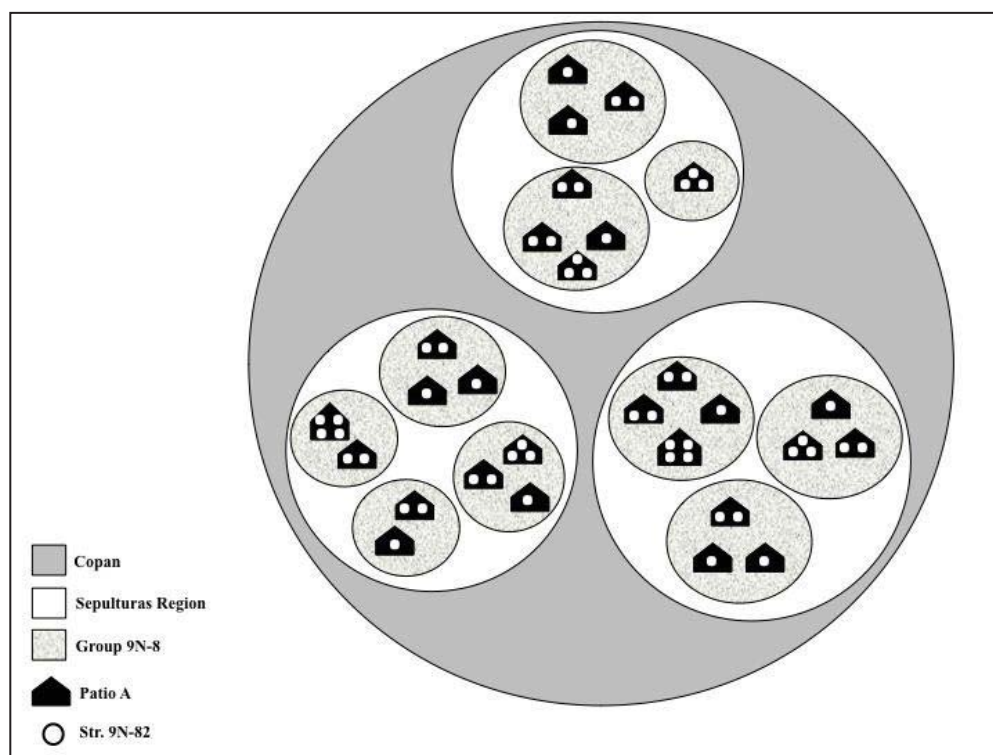 Copan
Sepulturas Region
Group 9N-8
Patio A
Str. 9N-82